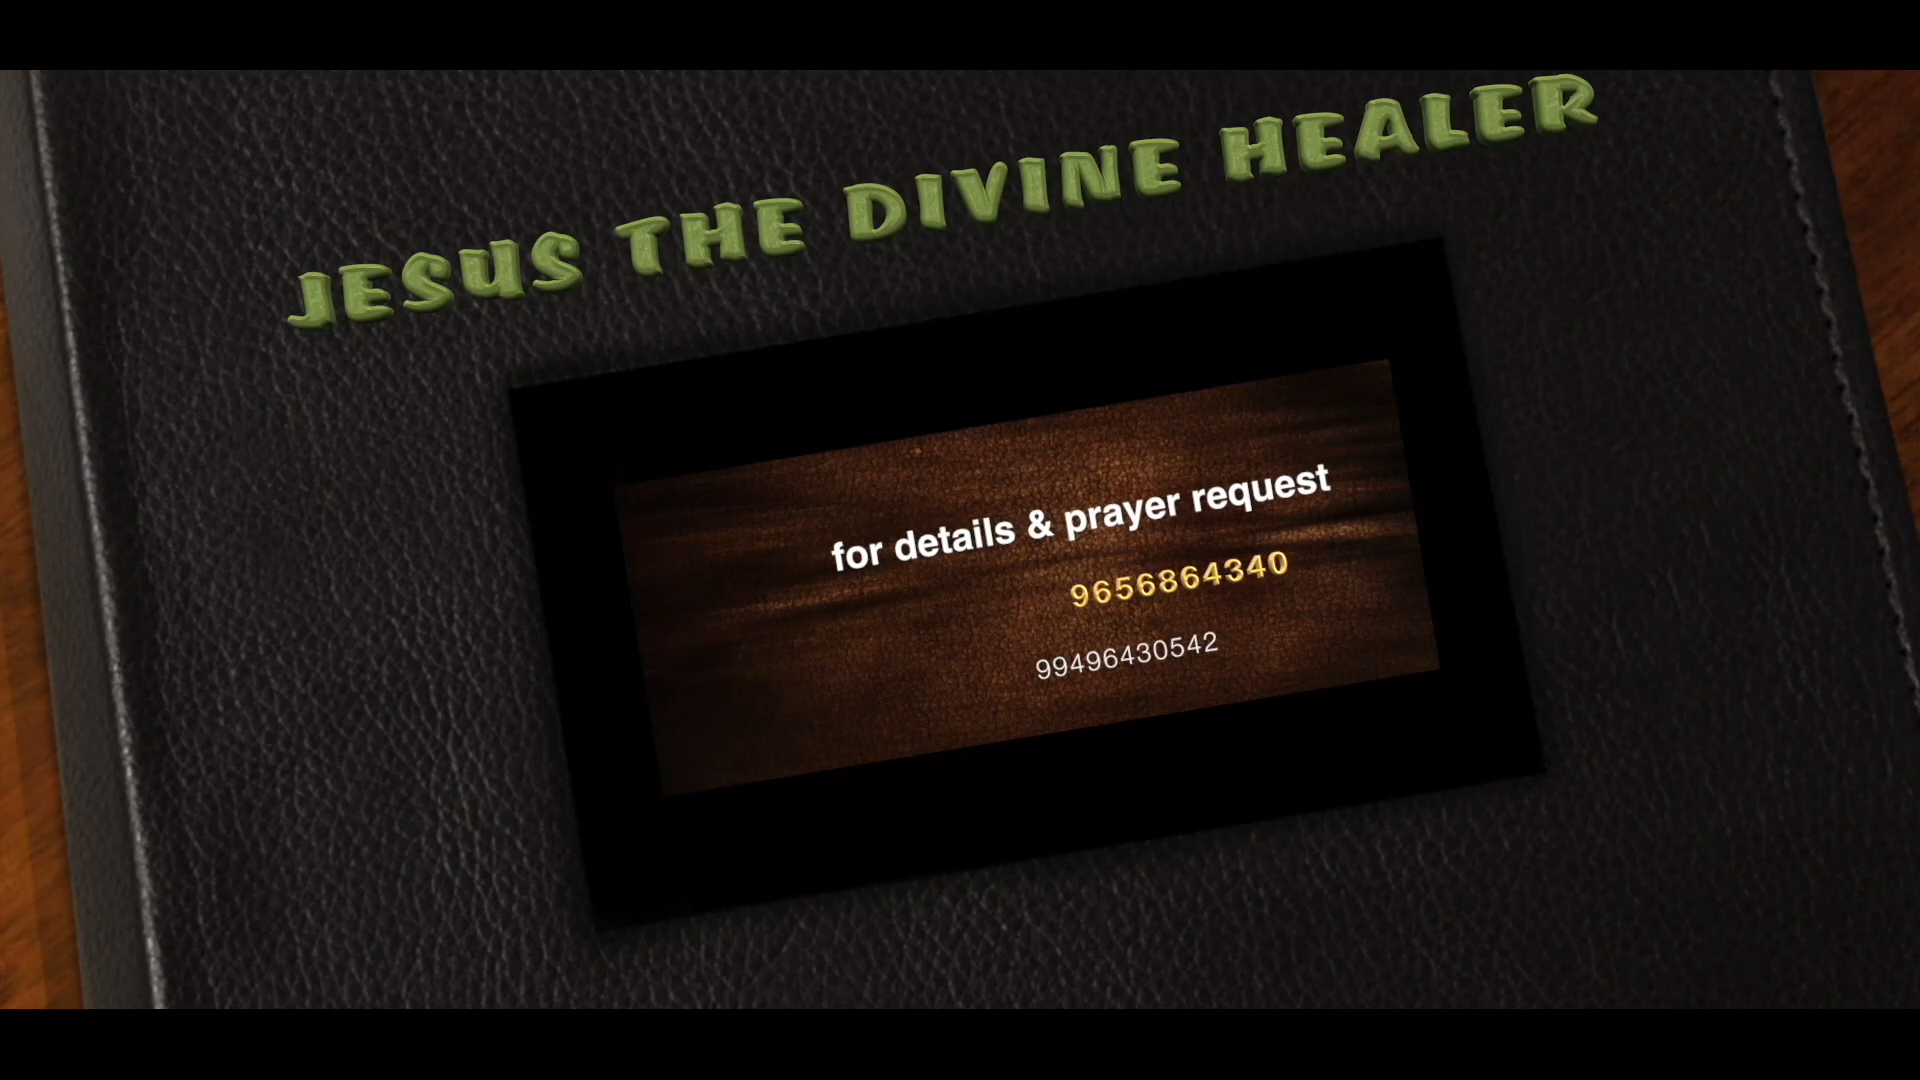 JESUS THE DIVINE HEALER
for details & prayer request
9656864340
99496430542